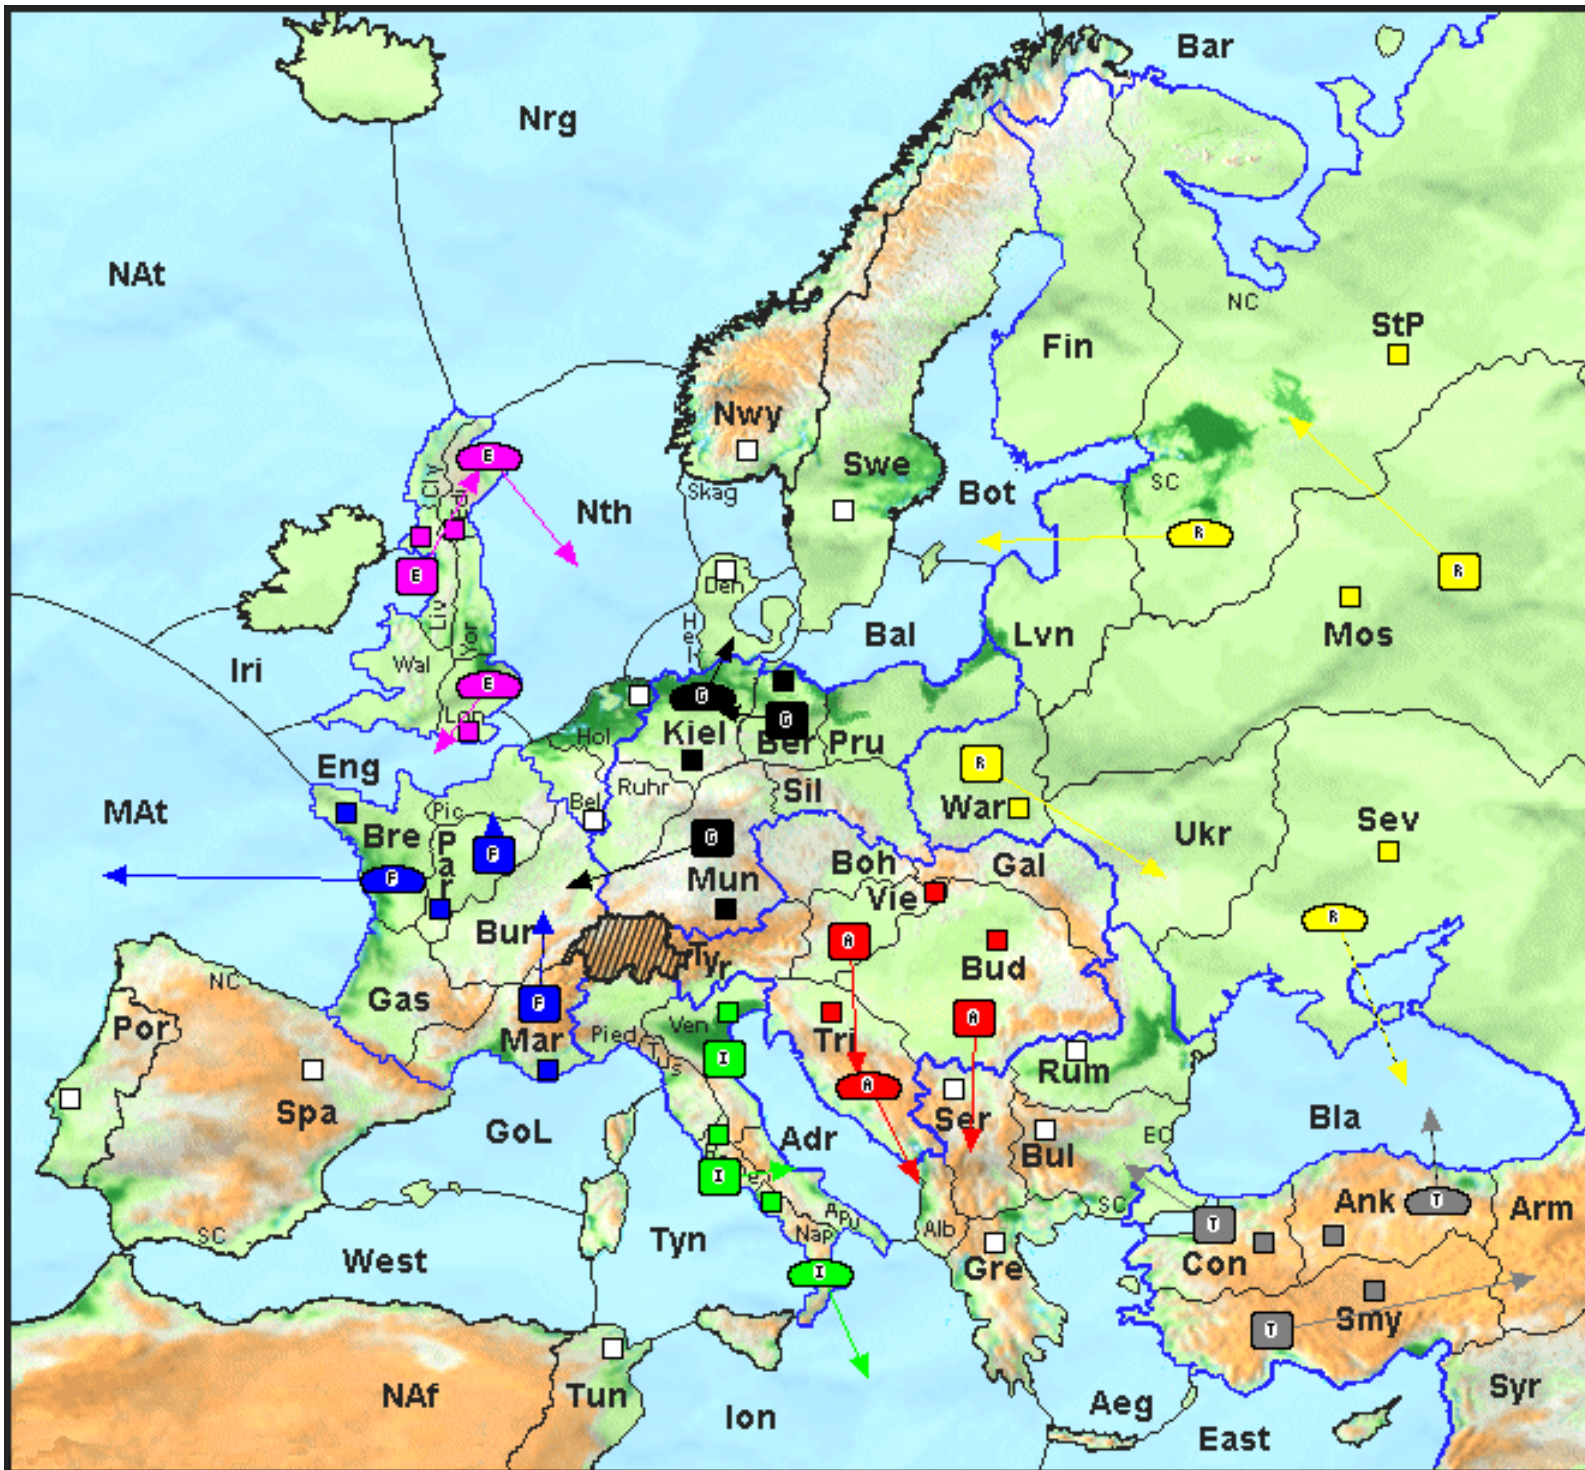 Bar
Nrg
NAt
NC
StP
Fin
Nwy
Swe
Cly
Edi
E
SC
Skag
Bot
Nth
R
E
R
Den
Hel
Mos
Liv
Yor
Bal
Lvn
Wal
Iri
E
G
G
Lon
Hol
Kiel
Ber
Pru
Eng
R
Ruhr
Sil
Pic
Bel
War
MAt
Bre
Par
F
G
Ukr
Sev
Boh
Gal
F
Mun
Vie
R
Bur
A
Tyr
Bud
NC
Gas
F
A
Por
Mar
Pied
Ven
Tri
Tus
I
Rum
A
Spa
Ser
GoL
Adr
Bla
EC
Bul
I
Ank
T
Arm
SC
Apu
SC
T
Tyn
Nap
Alb
West
Con
Gre
I
Smy
T
NAf
Tun
Syr
Ion
Aeg
East